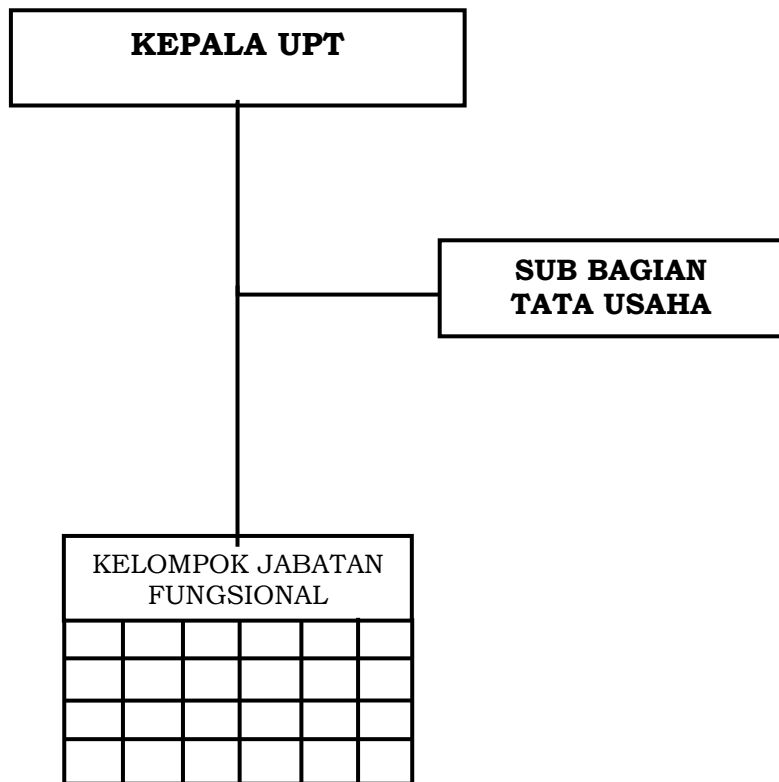 KEPALA UPT
SUB BAGIAN
TATA USAHA
KELOMPOK JABATAN
FUNGSIONAL